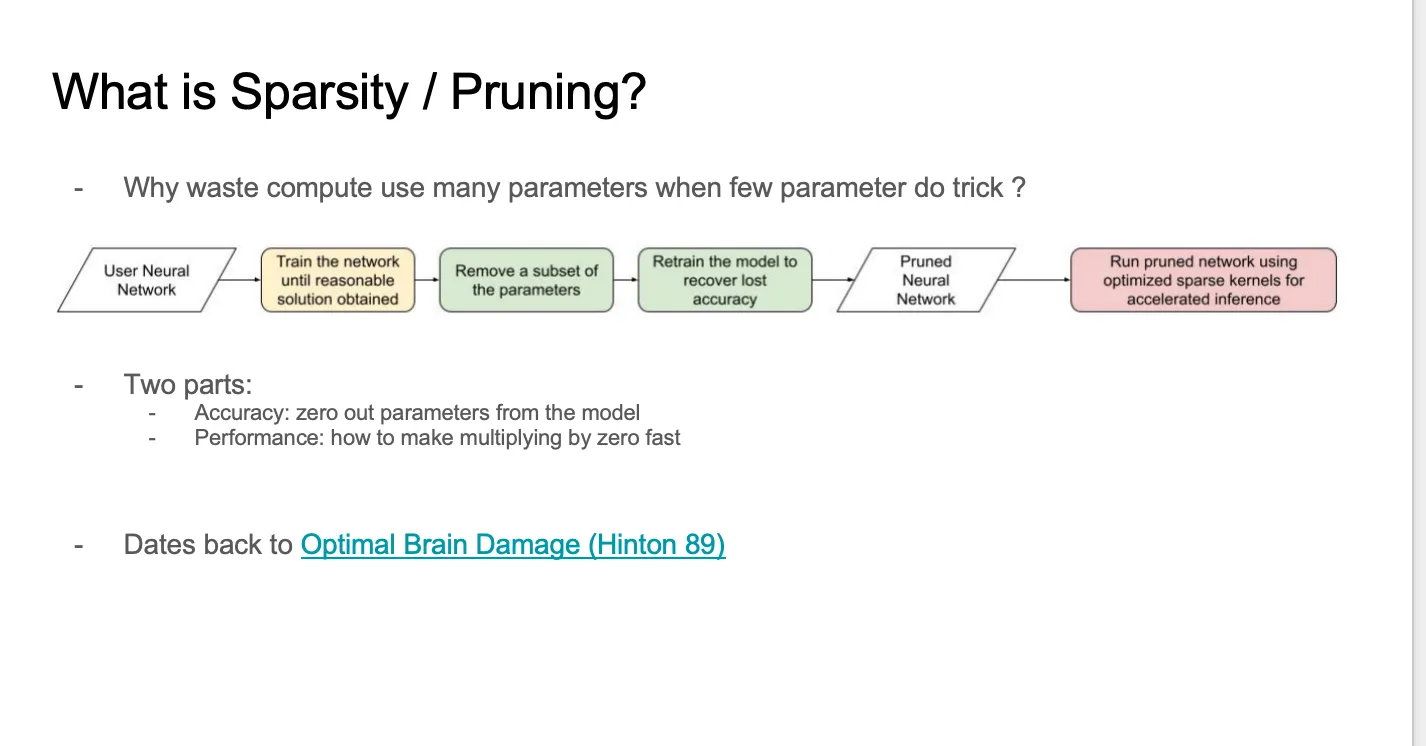 What is Sparsity / Pruning?
- Why waste compute use many parameters when few parameter do trick ?
User Neural
Network
Train the network
until reasonable
solution obtained
Remove a subset of
the parameters
Retrain the model to
recover lost
accuracy
Pruned
Neural
Network
Run pruned network using
optimized sparse kernels for
accelerated inference
- Two parts:
- Accuracy: zero out parameters from the model
- Performance: how to make multiplying by zero fast
- Dates back to Optimal Brain Damage (Hinton 89)